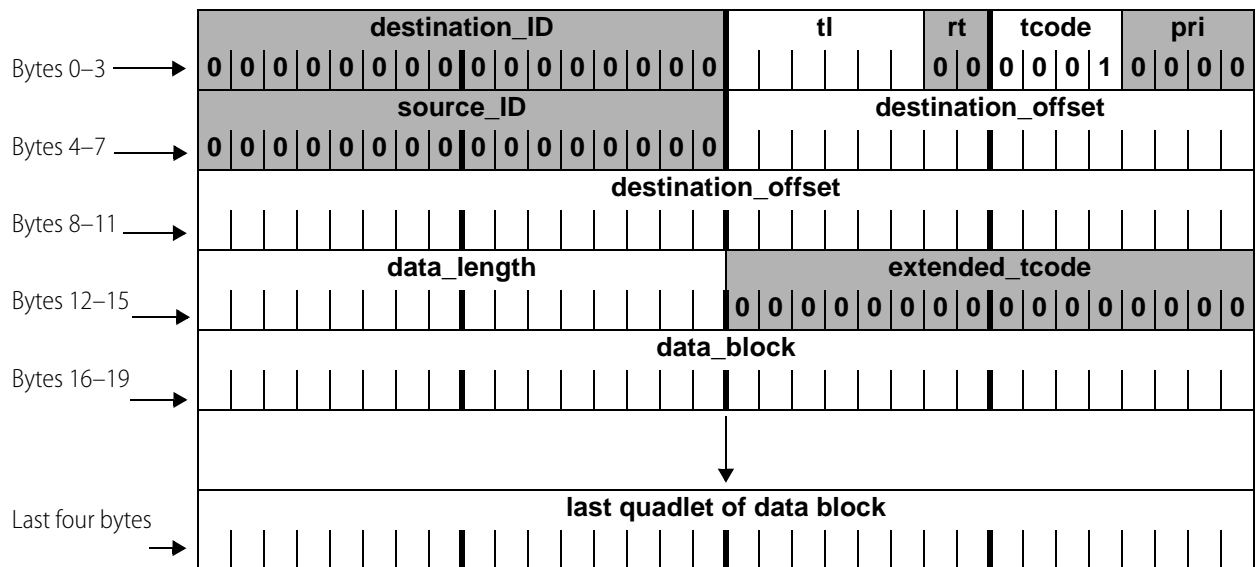 destination_ID tl rt tcode pri
Bytes 0–3 0 0 0 0 0 0 0 0 0 0 0 0 0 0 0 0 0 0 0 0 0 1 0 0 0 0
source_ID destination_offset
Bytes 4–7 0 0 0 0 0 0 0 0 0 0 0 0 0 0 0 0
destination_offset
Bytes 8–11
data_length extended_tcode
Bytes 12–15 0 0 0 0 0 0 0 0 0 0 0 0 0 0 0 0
data_block
Bytes 16–19
last quadlet of data block
Last four bytes